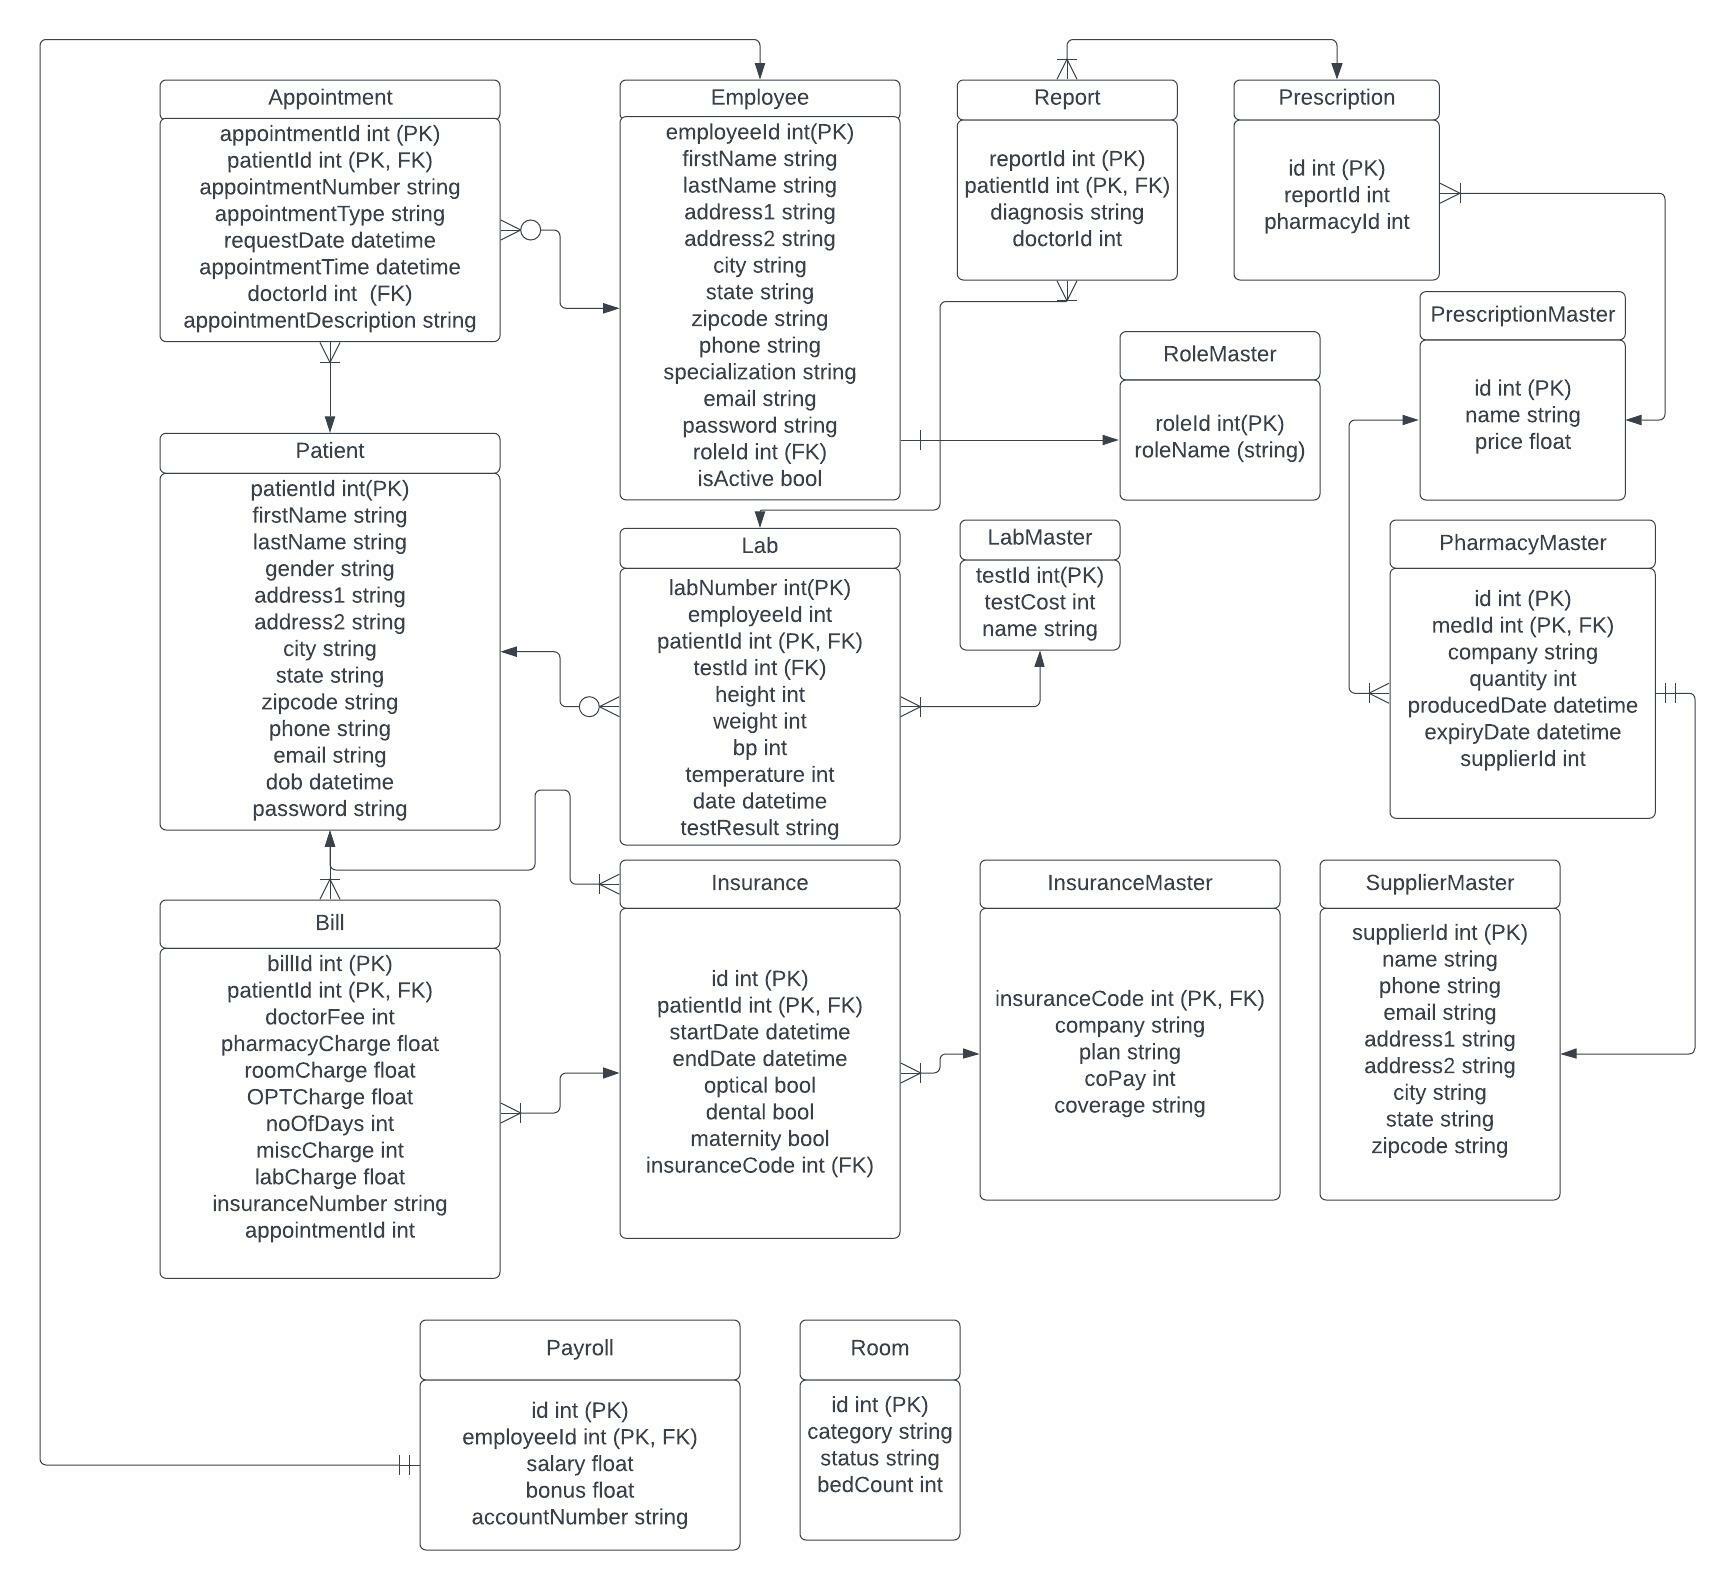 Appointment
appointmentId int (PK)
patientId int (PK, FK)
appointmentNumber string
appointmentType string
requestDate datetime
appointmentTime datetime
doctorId int  (FK)
appointmentDescription string
Employee
employeeId int(PK)
firstName string
lastName string
address1 string
address2 string
city string
state string
zipcode string
phone string
specialization string
email string
password string
roleId int (FK)
isActive bool
Report
reportId int (PK)
patientId int (PK, FK)
diagnosis string
doctorId int
Prescription
id int (PK)
reportId int
pharmacyId int
PrescriptionMaster
id int (PK)
name string
price float
RoleMaster
roleId int(PK)
roleName (string)
Patient
patientId int(PK)
firstName string
lastName string
gender string
address1 string
address2 string
city string
state string
zipcode string
phone string
email string
dob datetime
password string
Lab
labNumber int(PK)
employeeId int
patientId int (PK, FK)
testId int (FK)
height int
weight int
bp int
temperature int
date datetime
testResult string
LabMaster
testId int(PK)
testCost int
name string
PharmacyMaster
id int (PK)
medId int (PK, FK)
company string
quantity int
producedDate datetime
expiryDate datetime
supplierId int
Bill
billId int (PK)
patientId int (PK, FK)
doctorFee int
pharmacyCharge float
roomCharge float
OPTCharge float
noOfDays int
miscCharge int
labCharge float
insuranceNumber string
appointmentId int
Insurance
id int (PK)
patientId int (PK, FK)
startDate datetime
endDate datetime
optical bool
dental bool
maternity bool
insuranceCode int (FK)
InsuranceMaster
insuranceCode int (PK, FK)
company string
plan string
coPay int
coverage string
SupplierMaster
supplierId int (PK)
name string
phone string
email string
address1 string
address2 string
city string
state string
zipcode string
Payroll
id int (PK)
employeeId int (PK, FK)
salary float
bonus float
accountNumber string
Room
id int (PK)
category string
status string
bedCount int